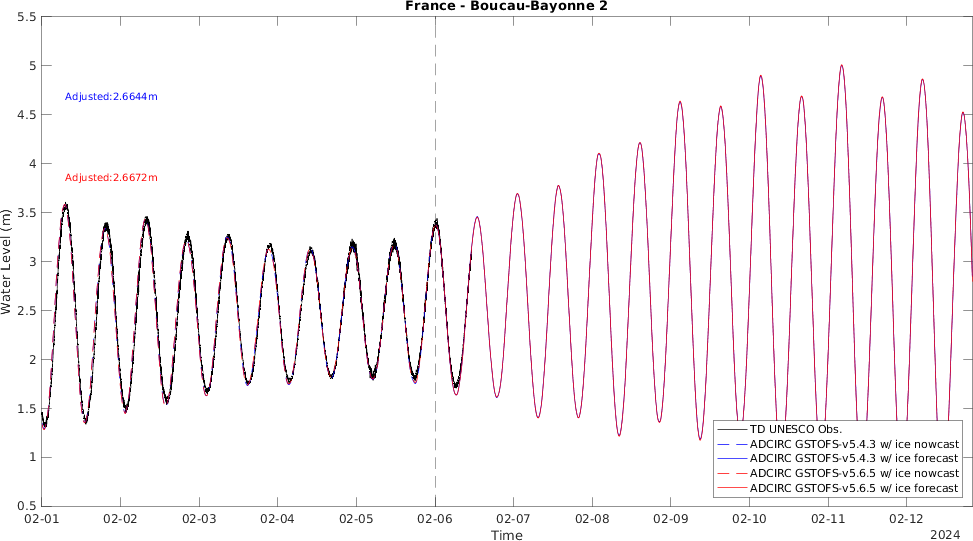 France - Boucau-Bayonne 2
5.5
5
4.5
4
3.5
3
2.5
2
1.5
1
0.5
Water Level (m)
Adjusted:2.6644m
Adjusted:2.6672m
TD UNESCO Obs.
ADCIRC GSTOFS-v5.4.3 w/ ice nowcast
ADCIRC GSTOFS-v5.4.3 w/ ice forecast
ADCIRC GSTOFS-v5.6.5 w/ ice nowcast
ADCIRC GSTOFS-v5.6.5 w/ ice forecast
02-01 02-02 02-03 02-04 02-05 02-06 02-07 02-08 02-09 02-10 02-11 02-12
Time
2024